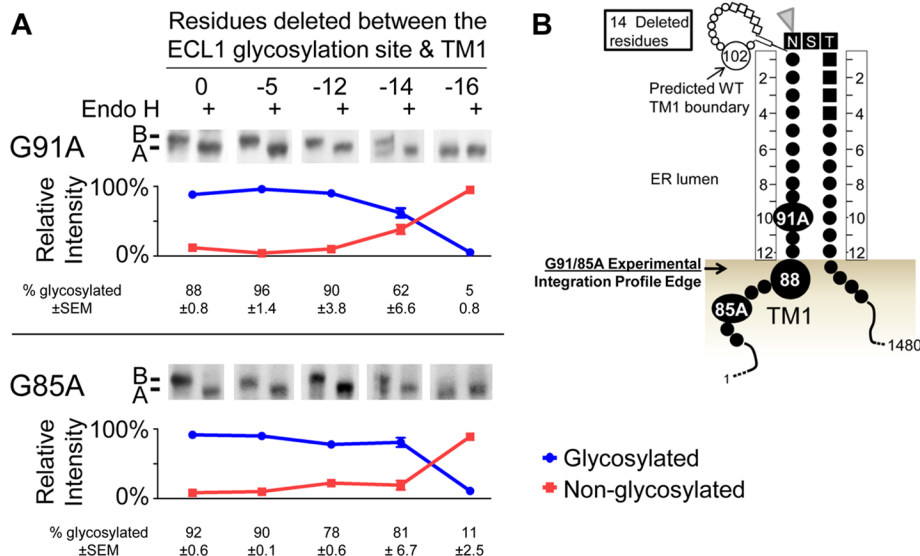 A
Residues deleted between the
ECL1 glycosylation site & TM1
0 -5 -12 -14 -16
Endo H + + + + +
G91A
B
A
Relative
Intensity
100%
0%
% glycosylated 88 96 90 62 5
±SEM ±0.8 ±1.4 ±3.8 ±6.6 0.8
G85A
B
A
Relative
Intensity
100%
0%
% glycosylated 92 90 78 81 11
±SEM ±0.6 ±0.1 ±0.6 ± 6.7 ±2.5
B
14 Deleted
residues
102
N S T
Predicted WT
TM1 boundary
2 2
4 4
6 6
ER lumen
8 8
10 91A 10
12 12
G91/85A Experimental
Integration Profile Edge
88
85A
TM1
1
1480
Glycosylated
Non-glycosylated